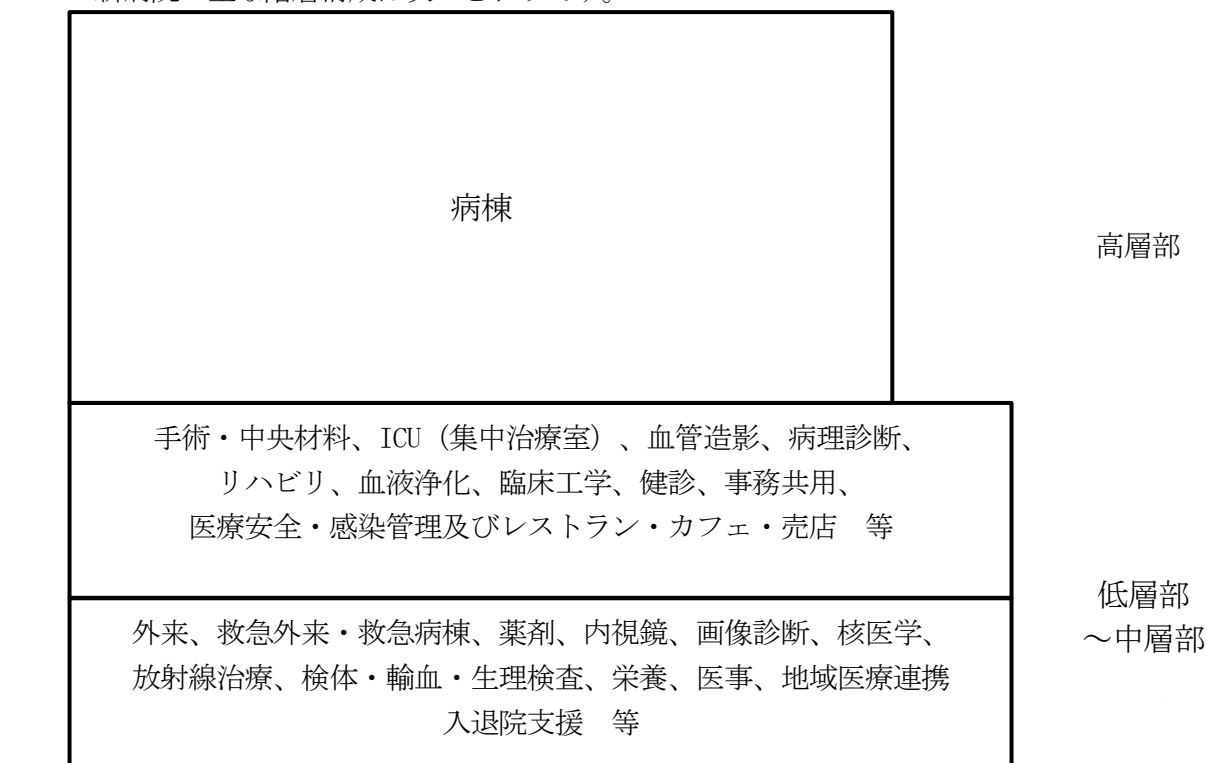 病棟
高層部
手術・中央材料、ICU（集中治療室）、血管造影、病理診断、
リハビリ、血液浄化、臨床工学、健診、事務共用、
医療安全・感染管理及びレストラン・カフェ・売店　等
低層部
～中層部
外来、救急外来・救急病棟、薬剤、内視鏡、画像診断、核医学、
放射線治療、検体・輸血・生理検査、栄養、医事、地域医療連携
入退院支援　等